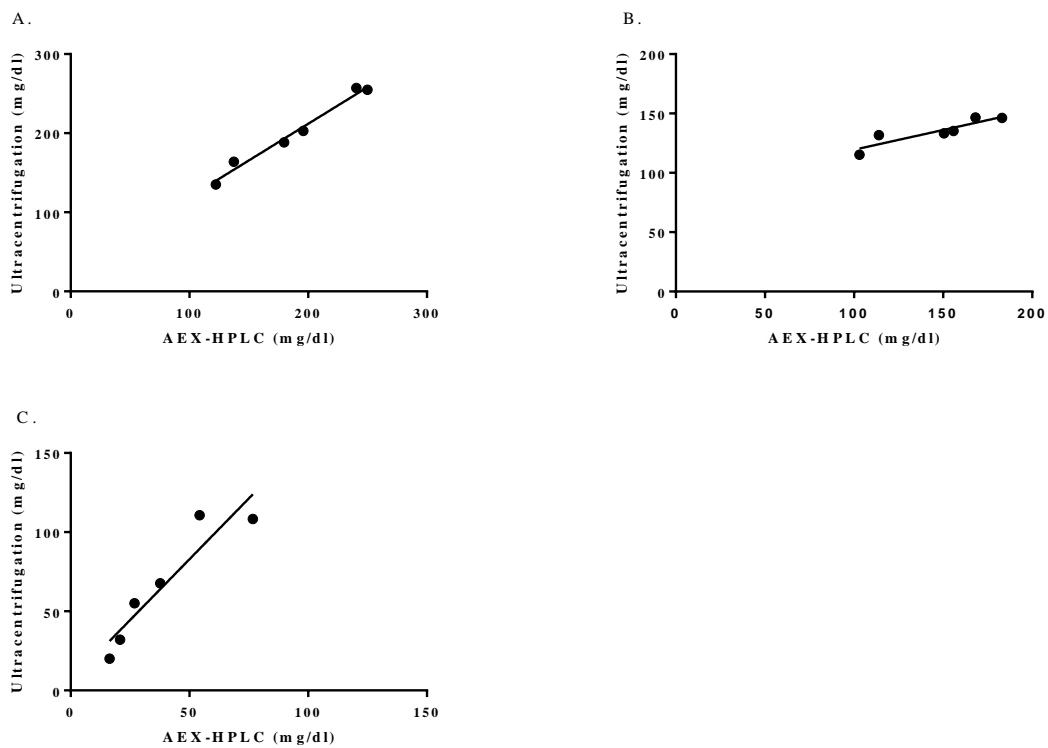 A.
300
200
100
0
Ultracentrifugation (mg/dl)
0 100 200 300
AEX-HPLC (mg/dl)
B.
200
150
100
50
0
Ultracentrifugation (mg/dl)
0 50 100 150 200
AEX-HPLC (mg/dl)
C.
150
100
50
0
Ultracentrifugation (mg/dl)
0 50 100 150
AEX-HPLC (mg/dl)